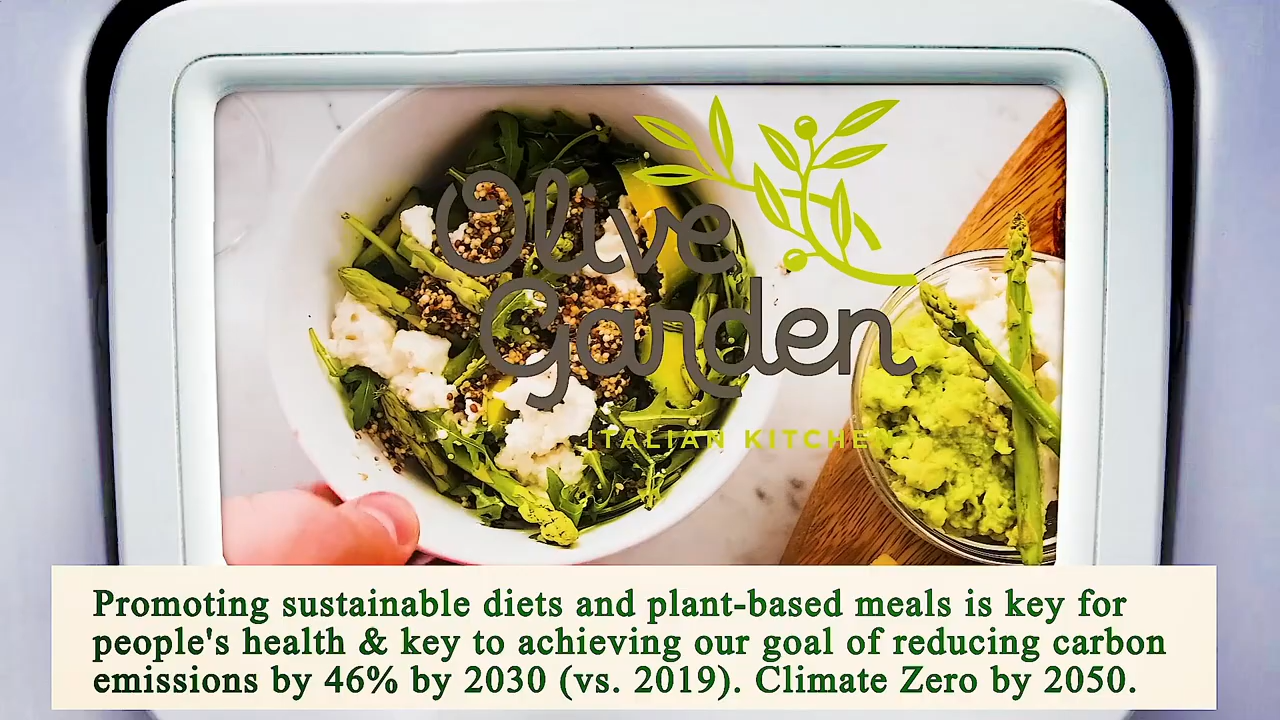 Olive
Garden
ITALIAN KITCHEN
Promoting sustainable diets and plant-based meals is key for
people's health & key to achieving our goal of reducing carbon
emissions by 46% by 2030 (vs. 2019). Climate Zero by 2050.